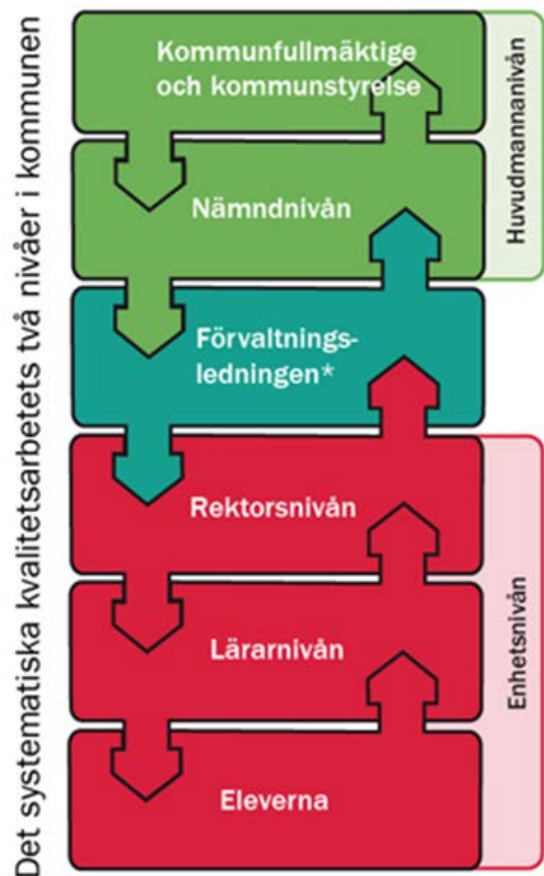 Det systematiska kvalitetsarbetets två nivåer i kommunen
Kommunfullmäktige
och kommunstyrelse
Nämndnivån
Huvudmannanivån
Förvaltnings-
ledningen*
Rektorsnivån
Lärarnivån
Eleverna
Enhetsnivån